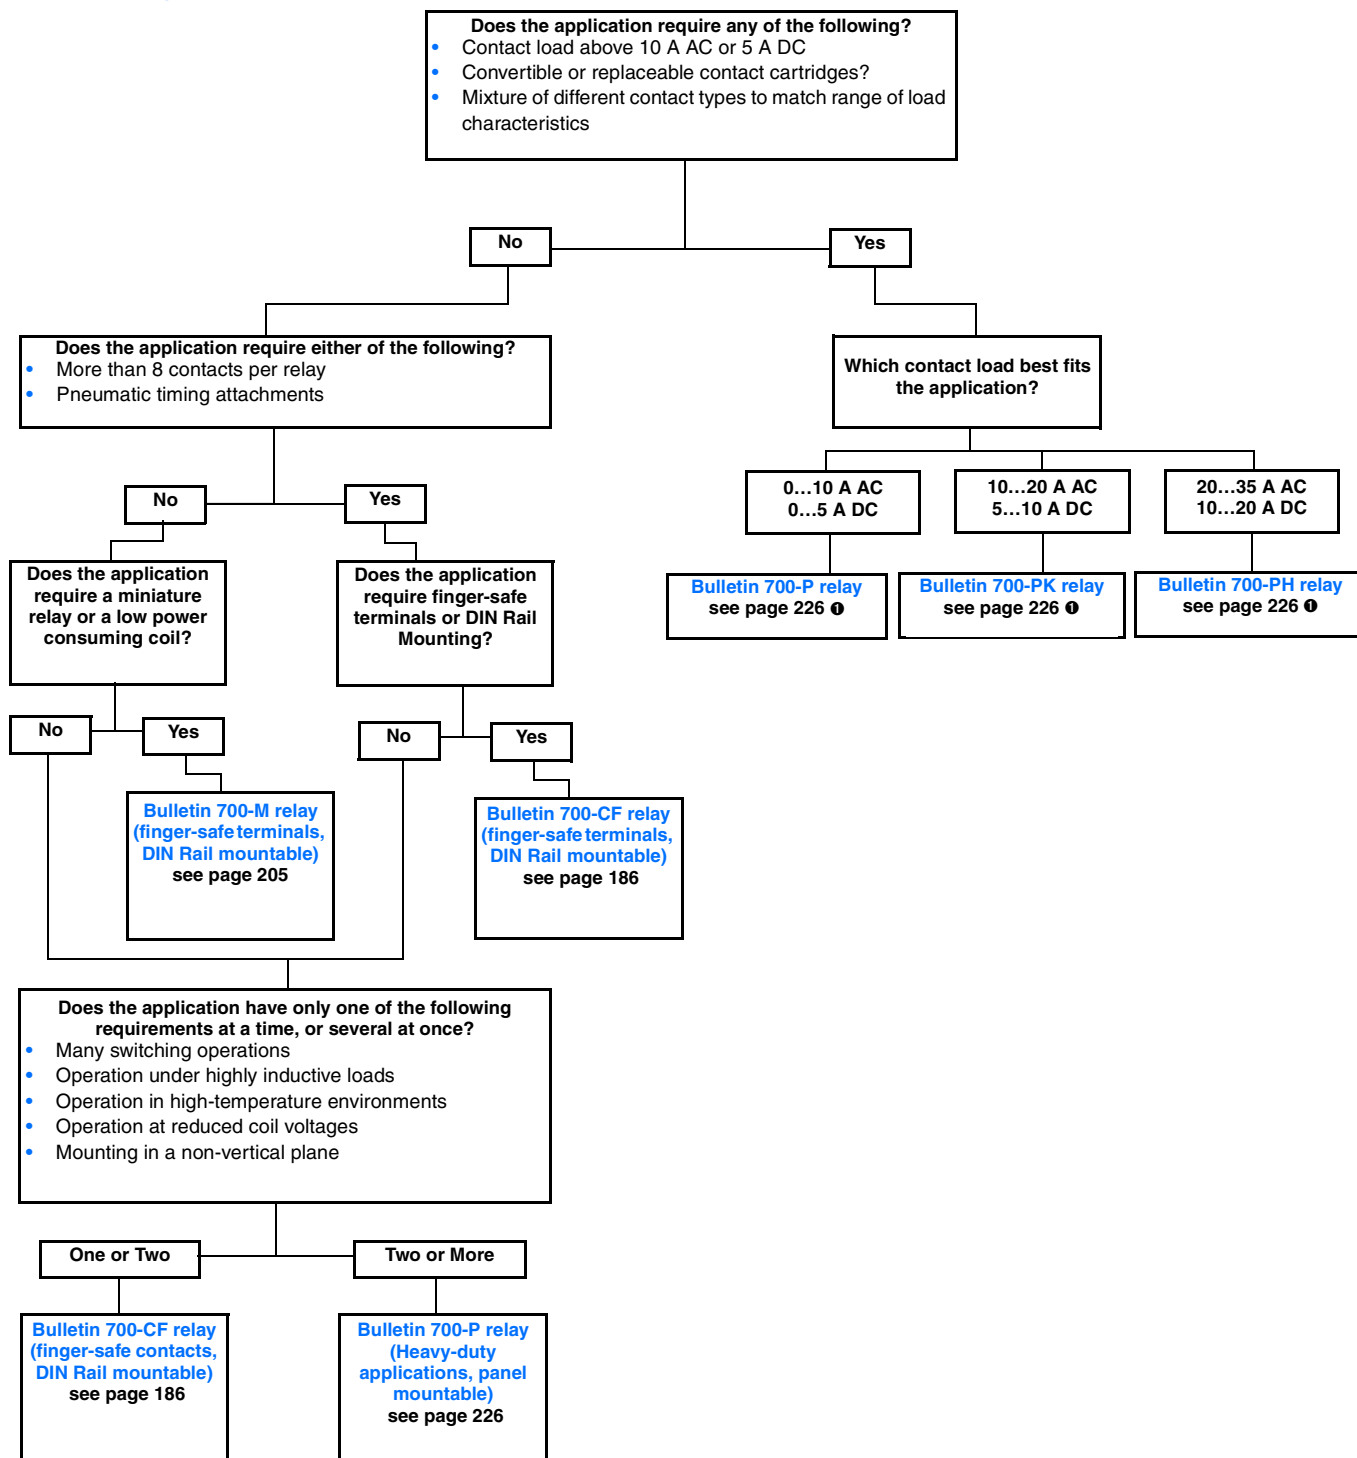 Does the application require any of the following?
• Contact load above 10 A AC or 5 A DC
• Convertible or replaceable contact cartridges?
• Mixture of different contact types to match range of load
characteristics
No
Yes
Does the application require either of the following?
• More than 8 contacts per relay
• Pneumatic timing attachments
Which contact load best fits
the application?
No
Yes
0...10 A AC
0...5 A DC
10...20 A AC
5...10 A DC
20...35 A AC
10...20 A DC
Does the application
require a miniature
relay or a low power
consuming coil?
Does the application
require finger-safe
terminals or DIN Rail
Mounting?
Bulletin 700-P relay
see page 226 ❶
Bulletin 700-PK relay
see page 226 ❶
Bulletin 700-PH relay
see page 226 ❶
No
Yes
No
Yes
Bulletin 700-M relay
(finger-safe terminals,
DIN Rail mountable)
see page 205
Bulletin 700-CF relay
(finger-safe terminals,
DIN Rail mountable)
see page 186
Does the application have only one of the following
requirements at a time, or several at once?
• Many switching operations
• Operation under highly inductive loads
• Operation in high-temperature environments
• Operation at reduced coil voltages
• Mounting in a non-vertical plane
One or Two
Two or More
Bulletin 700-CF relay
(finger-safe contacts,
DIN Rail mountable)
see page 186
Bulletin 700-P relay
(Heavy-duty
applications, panel
mountable)
see page 226